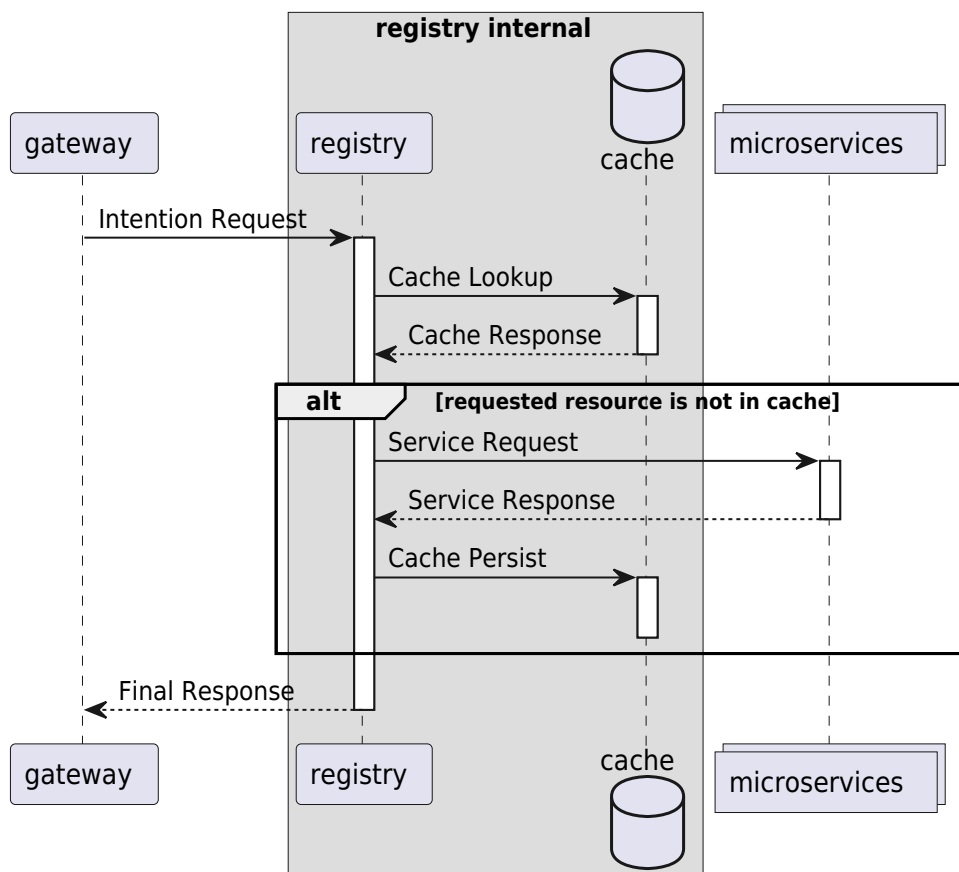 registry internal
gateway
registry
cache
microservices
Intention Request
Cache Lookup
Cache Response
alt
[requested resource is not in cache]
Service Request
Service Response
Cache Persist
Final Response
gateway
registry
cache
microservices